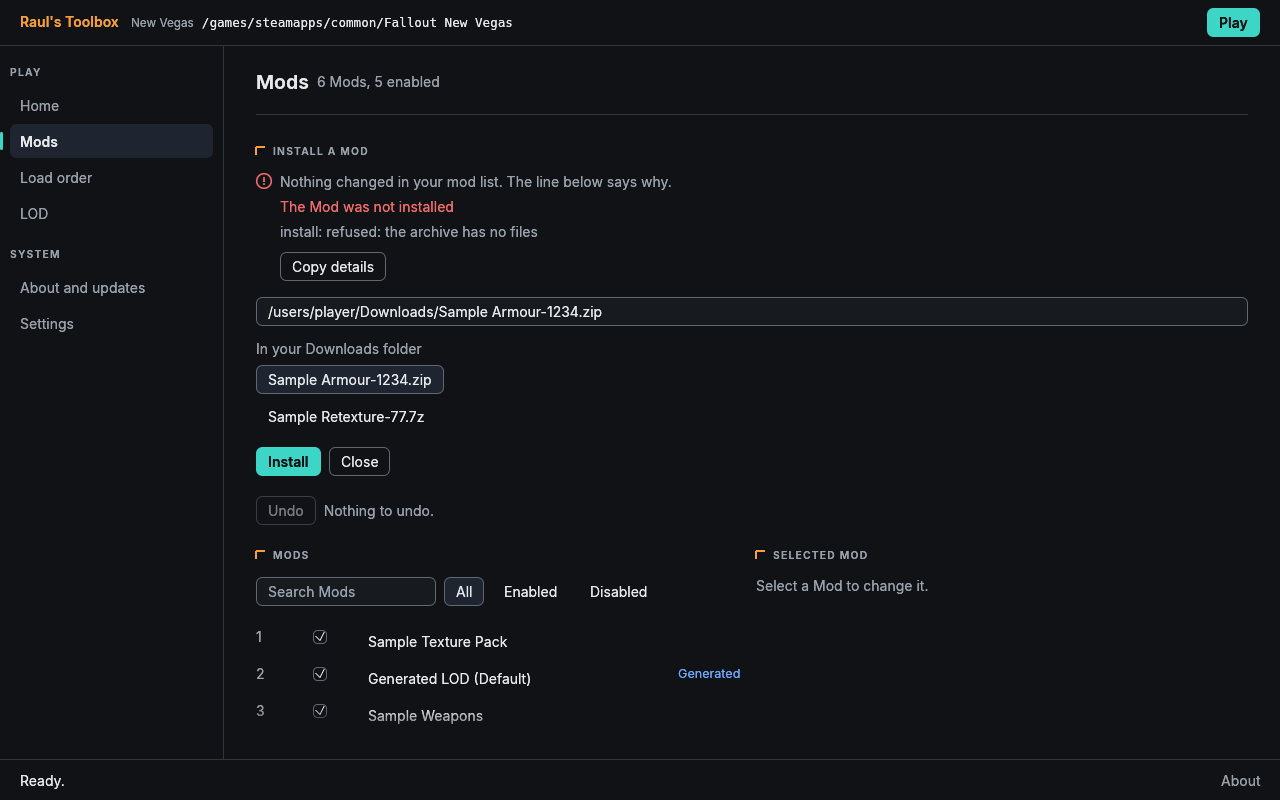 Raul's Toolbox New Vegas /games/steamapps/common/Fallout New Vegas Play
PLAY
Home
Mods
Load order
LOD
SYSTEM
About and updates
Settings
Mods 6 Mods, 5 enabled
INSTALL A MOD
Nothing changed in your mod list. The line below says why.
The Mod was not installed
install: refused: the archive has no files
Copy details
/users/player/Downloads/Sample Armour-1234.zip
In your Downloads folder
Sample Armour-1234.zip
Sample Retexture-77.7z
Install Close
Undo Nothing to undo.
MODS
Search Mods All Enabled Disabled
1 Sample Texture Pack
2 Generated LOD (Default) Generated
3 Sample Weapons
SELECTED MOD
Select a Mod to change it.
Ready. About